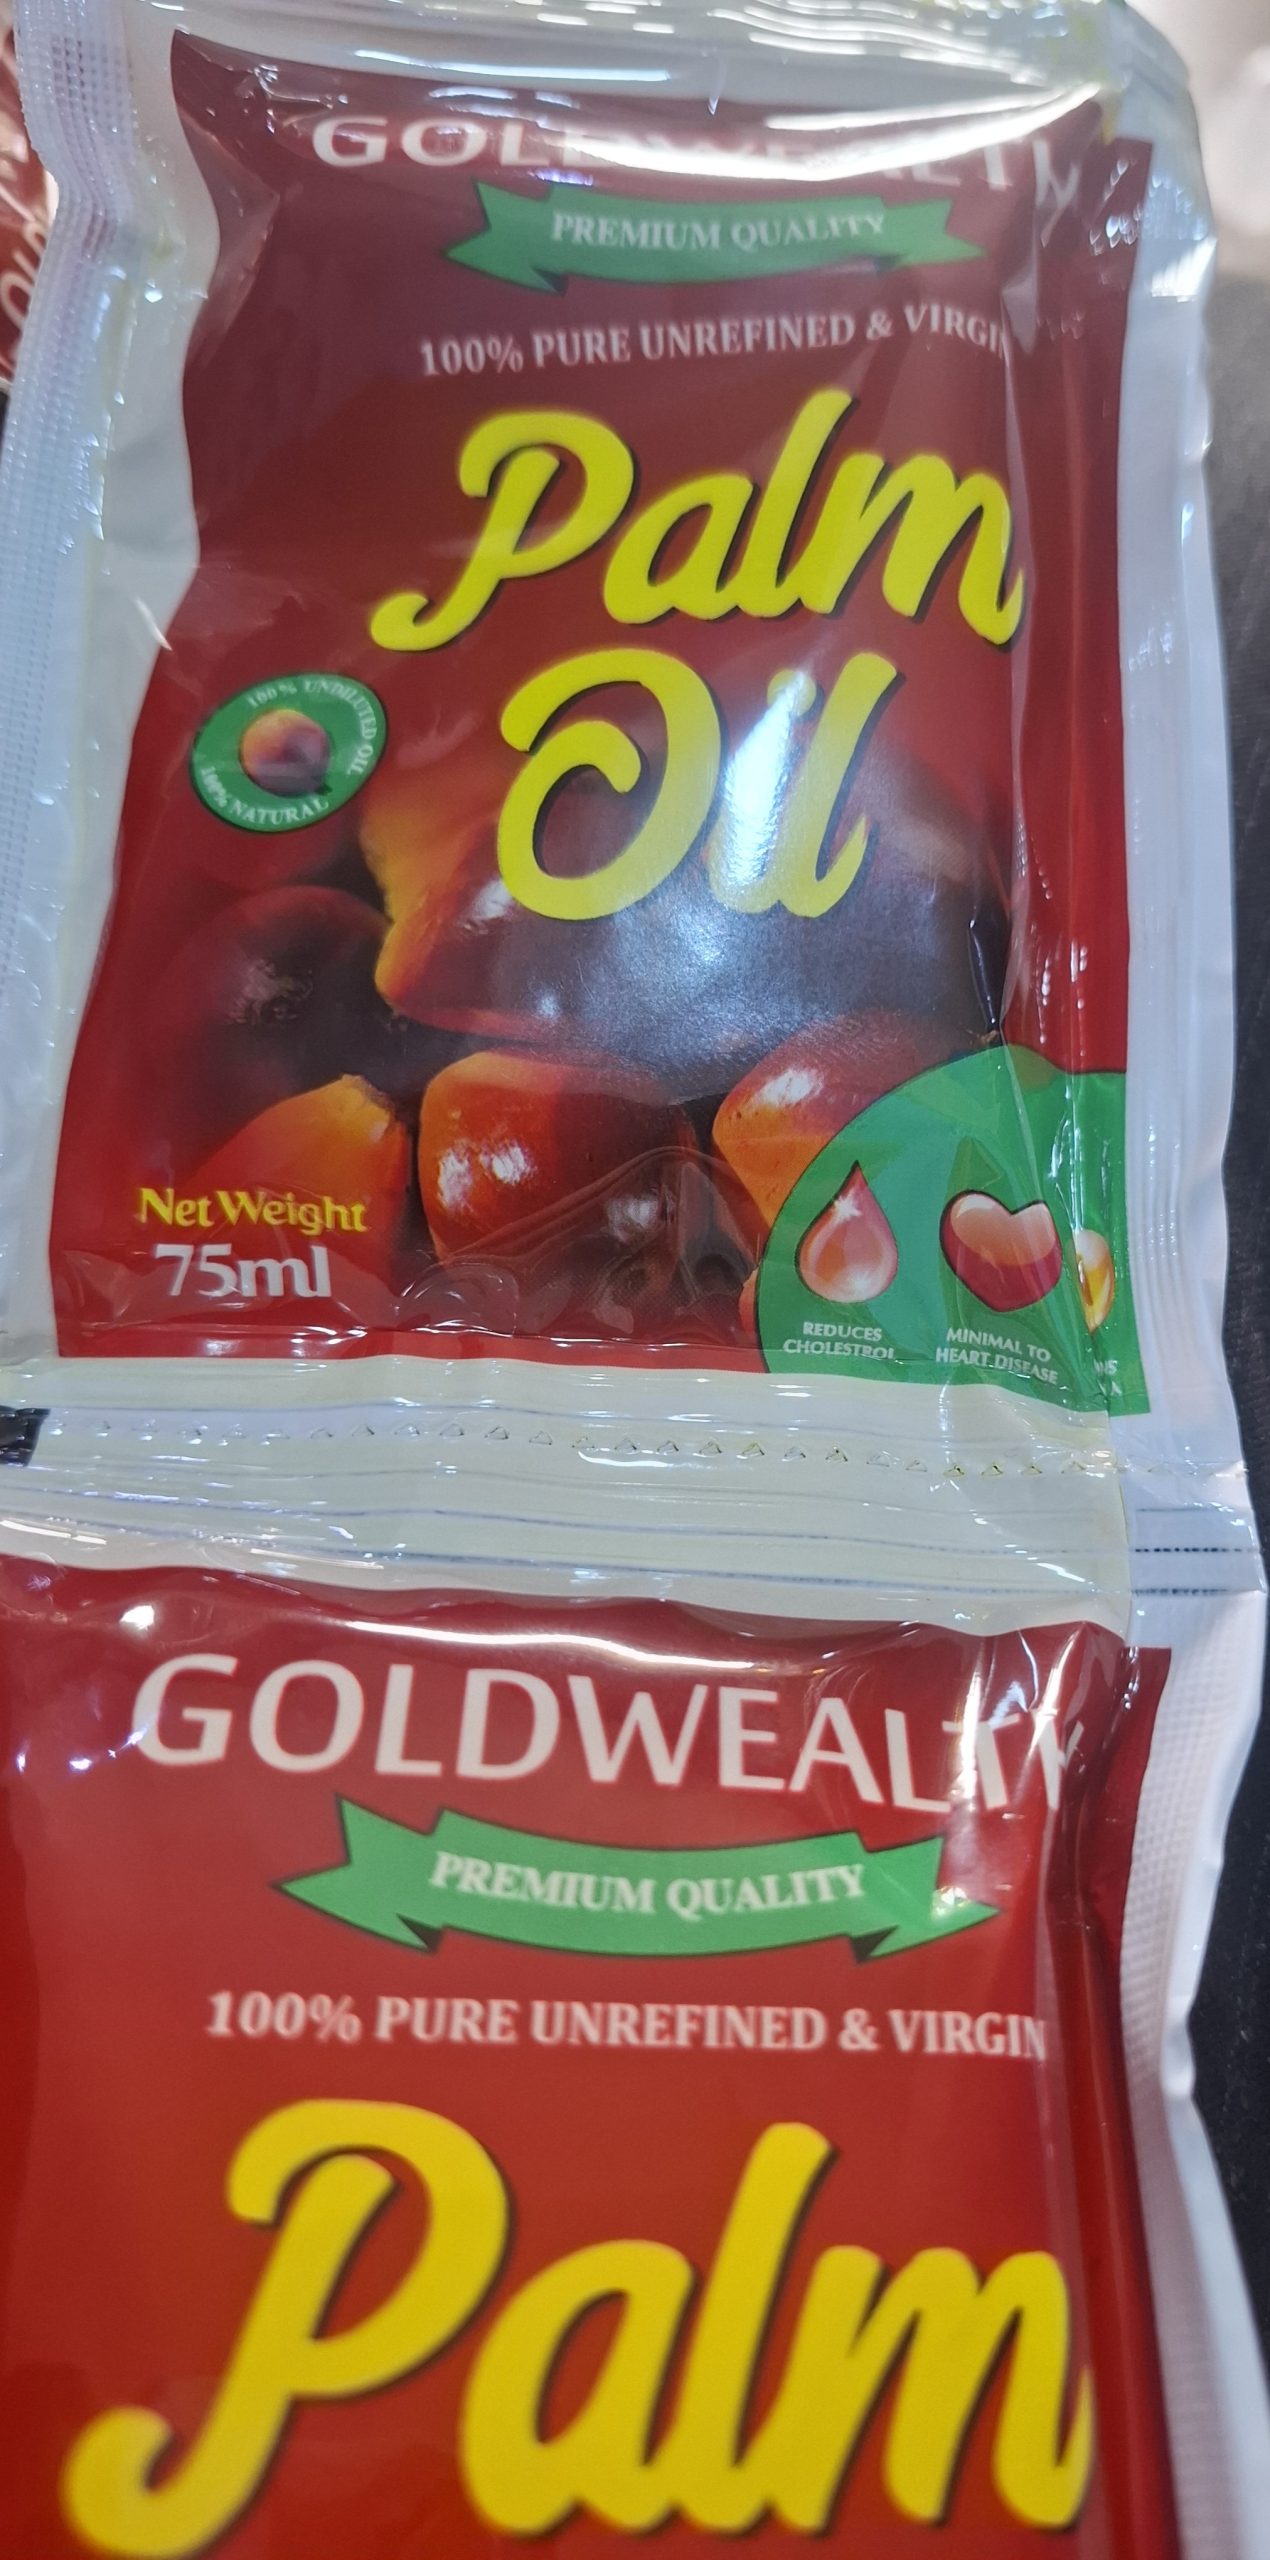 GOLDWEALTH
PREMIUM QUALITY
100% PURE UNREFINED & VIRGIN
Palm
Oil
100% UNDILUTED OIL
100% NATURAL
Net Weight
75ml
REDUCES
CHOLESTROL
MINIMAL TO
HEART DISEASE
GOLDWEALTH
PREMIUM QUALITY
100% PURE UNREFINED & VIRGIN
Palm